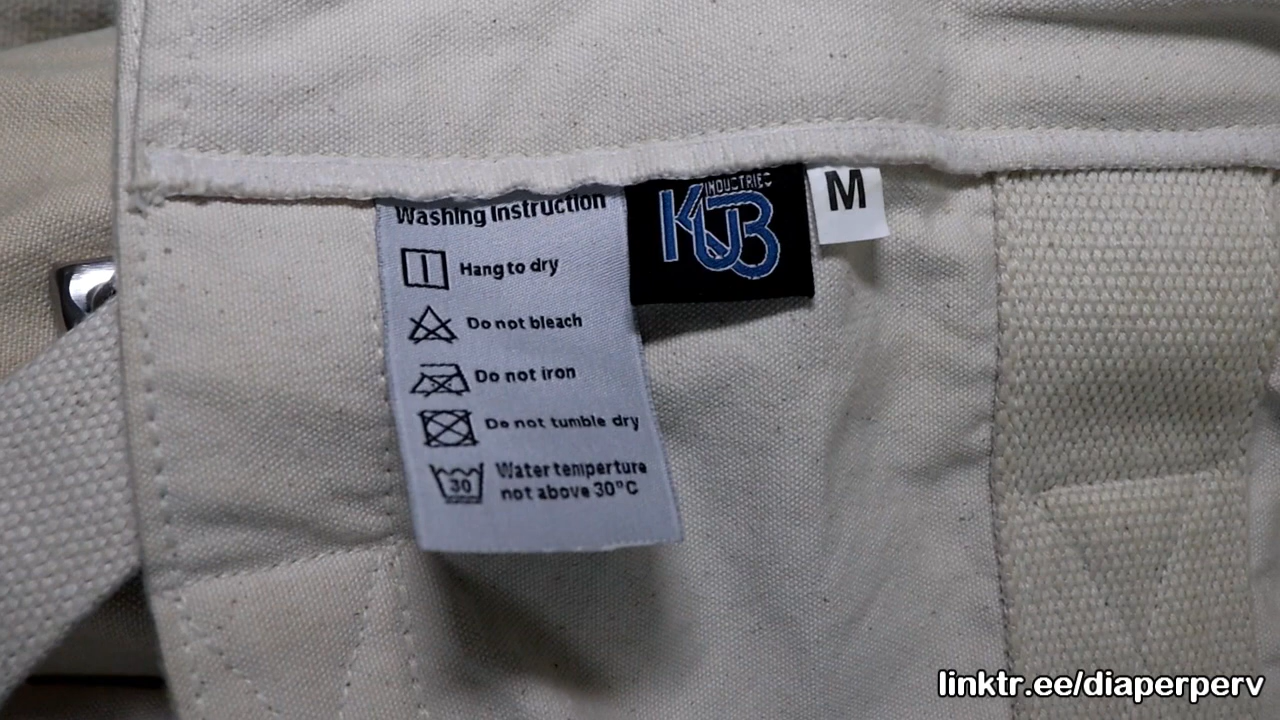 Washing Instruction
Hang to dry
Do not bleach
Do not iron
Do not tumble dry
30
Water temperture
not above 30°C
INDUSTRIES
KUB
M
linktr.ee/diaperperv